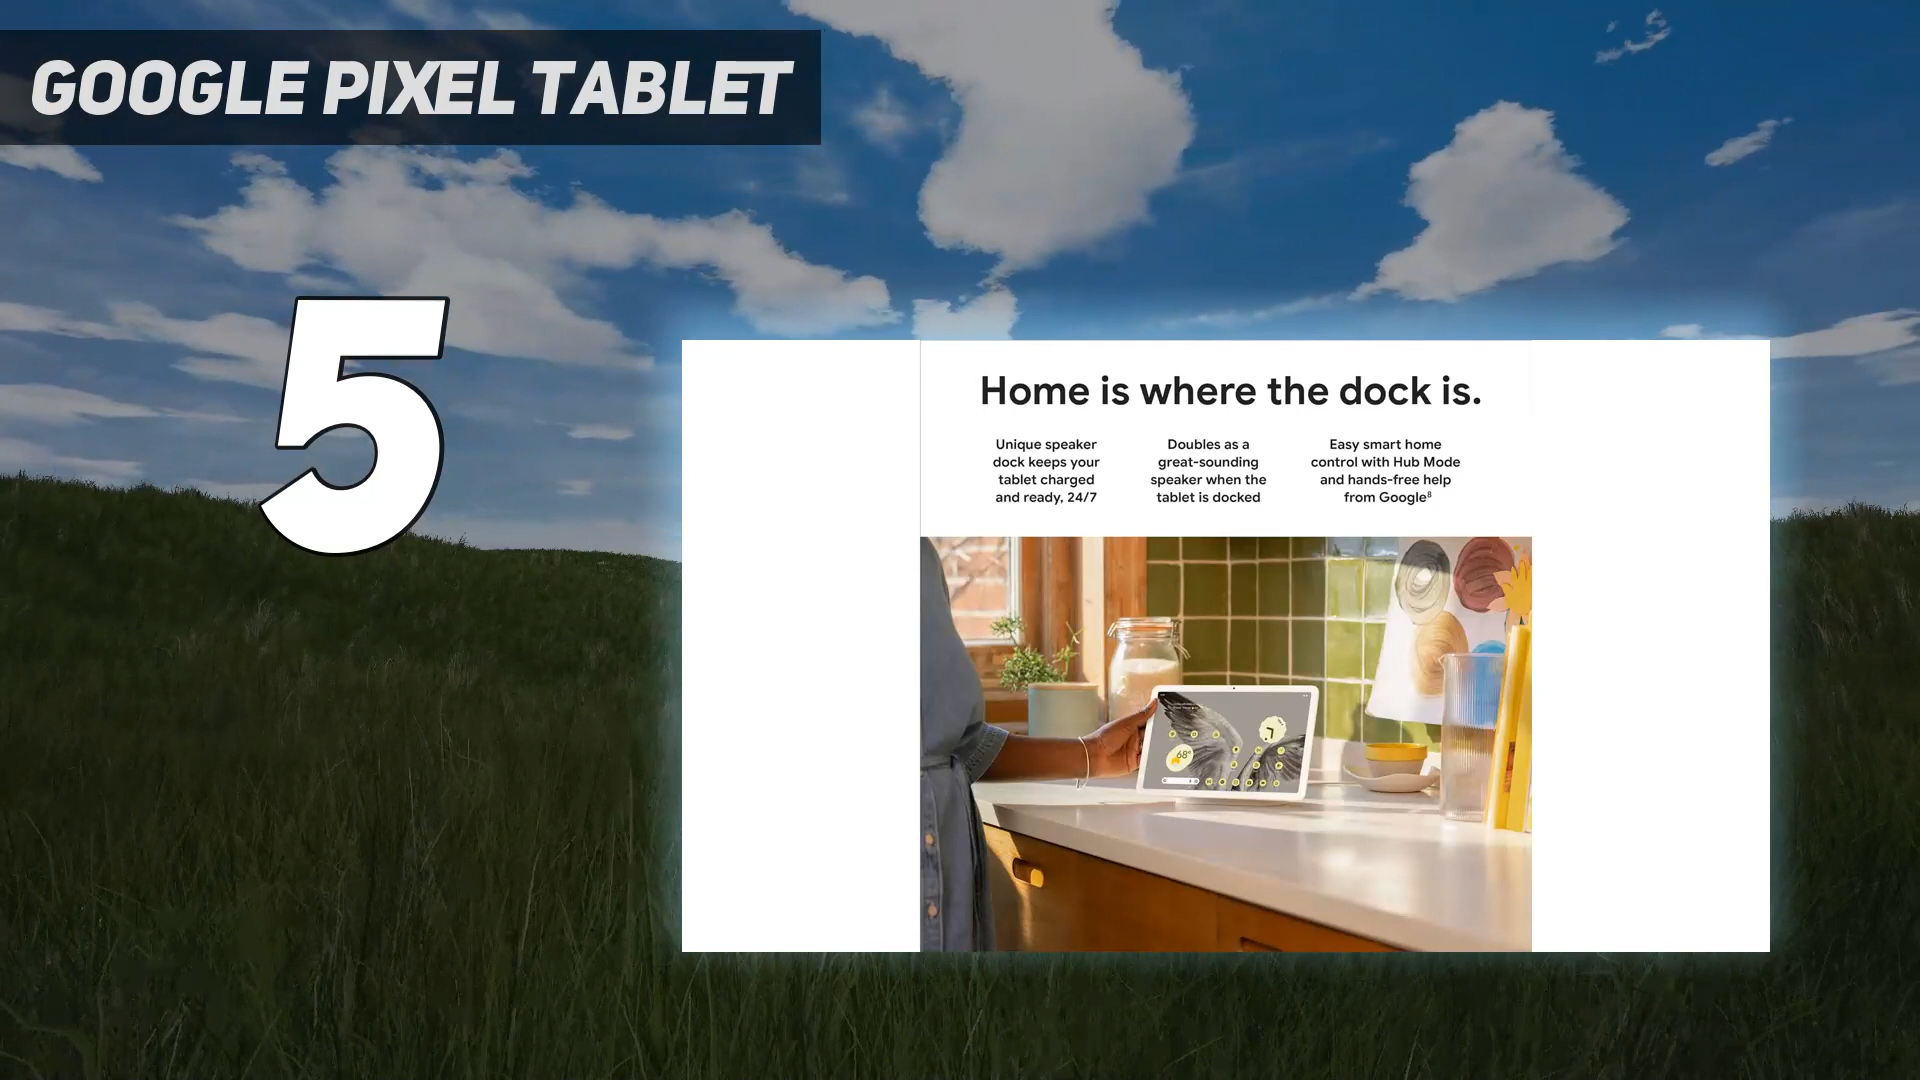 GOOGLE PIXEL TABLET
5
Home is where the dock is.
Unique speaker
dock keeps your
tablet charged
and ready, 24/7
Doubles as a
great-sounding
speaker when the
tablet is docked
Easy smart home
control with Hub Mode
and hands-free help
from Google⁸
68°